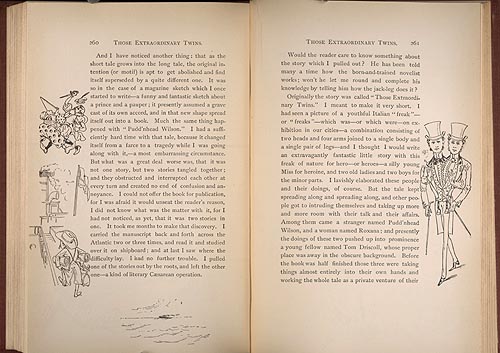 260 THOSE EXTRAORDINARY TWINS.
And I have noticed another thing: that as the
short tale grows into the long tale, the original in-
tention (or motif) is apt to get abolished and find
itself superseded by a quite different one. It was
so in the case of a magazine sketch which I once
started to write—a funny and fantastic sketch about
a prince and a pauper; it presently assumed a grave
cast of its own accord, and in that new shape spread
itself out into a book. Much the same thing hap-
pened with "Pudd'nhead Wilson." I had a suffi-
ciently hard time with that tale, because it changed
itself from a farce to a tragedy while I was going
along with it,—a most embarrassing circumstance.
But what was a great deal worse was, that it was
not one story, but two stories tangled together;
and they obstructed and interrupted each other at
every turn and created no end of confusion and an-
noyance. I could not offer the book for publication,
for I was afraid it would unseat the reader's reason,
I did not know what was the matter with it, for I
had not noticed, as yet, that it was two stories in
one. It took me months to make that discovery. I
carried the manuscript back and forth across the
Atlantic two or three times, and read it and studied
over it on shipboard; and at last I saw where the
difficulty lay. I had no further trouble. I pulled
one of the stories out by the roots, and left the other
one—a kind of literary Cæsarean operation.
THOSE EXTRAORDINARY TWINS. 261
Would the reader care to know something about
the story which I pulled out? He has been told
many a time how the born-and-trained novelist
works; won't he let me round and complete his
knowledge by telling him how the jack-leg does it?
Originally the story was called "Those Extraordi-
nary Twins." I meant to make it very short. I
had seen a picture of a youthful Italian "freak"—
or "freaks"—which was—or which were—on ex-
hibition in our cities—a combination consisting of
two heads and four arms joined to a single body and
a single pair of legs—and I thought I would write
an extravagantly fantastic little story with this
freak of nature for hero—or heroes—a silly young
Miss for heroine, and two old ladies and two boys for
the minor parts. I lavishly elaborated these people
and their doings, of course. But the tale kept
spreading along and spreading along, and other peo-
ple got to intruding themselves and taking up more
and more room with their talk and their affairs.
Among them came a stranger named Pudd'nhead
Wilson, and a woman named Roxana; and presently
the doings of these two pushed up into prominence
a young fellow named Tom Driscoll, whose proper
place was away in the obscure background. Before
the book was half finished those three were taking
things almost entirely into their own hands and
working the whole tale as a private venture of their